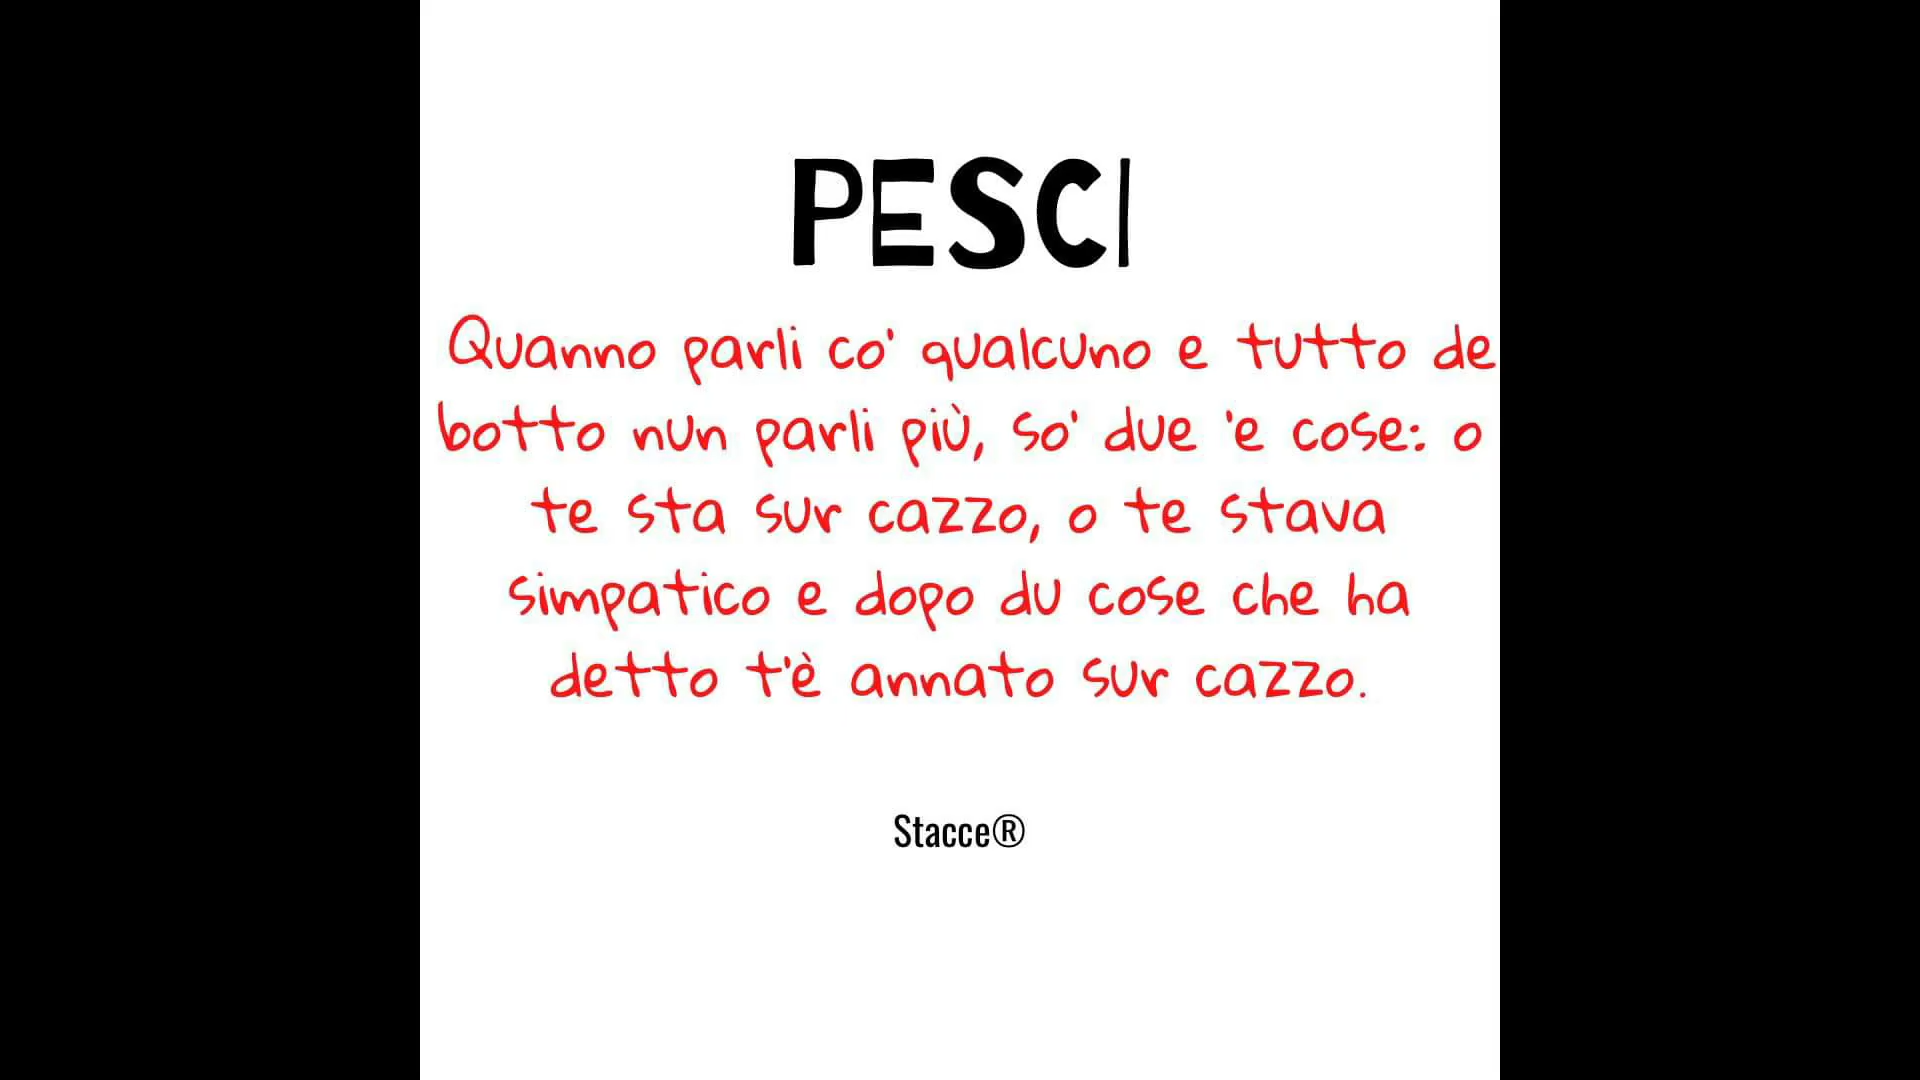 PESCI
Quanno parli co' qualcuno e tutto de
botto nun parli più, so' due 'e cose: o
te sta sur cazzo, o te stava
simpatico e dopo du cose che ha
detto t'è annato sur cazzo.
Stacce®